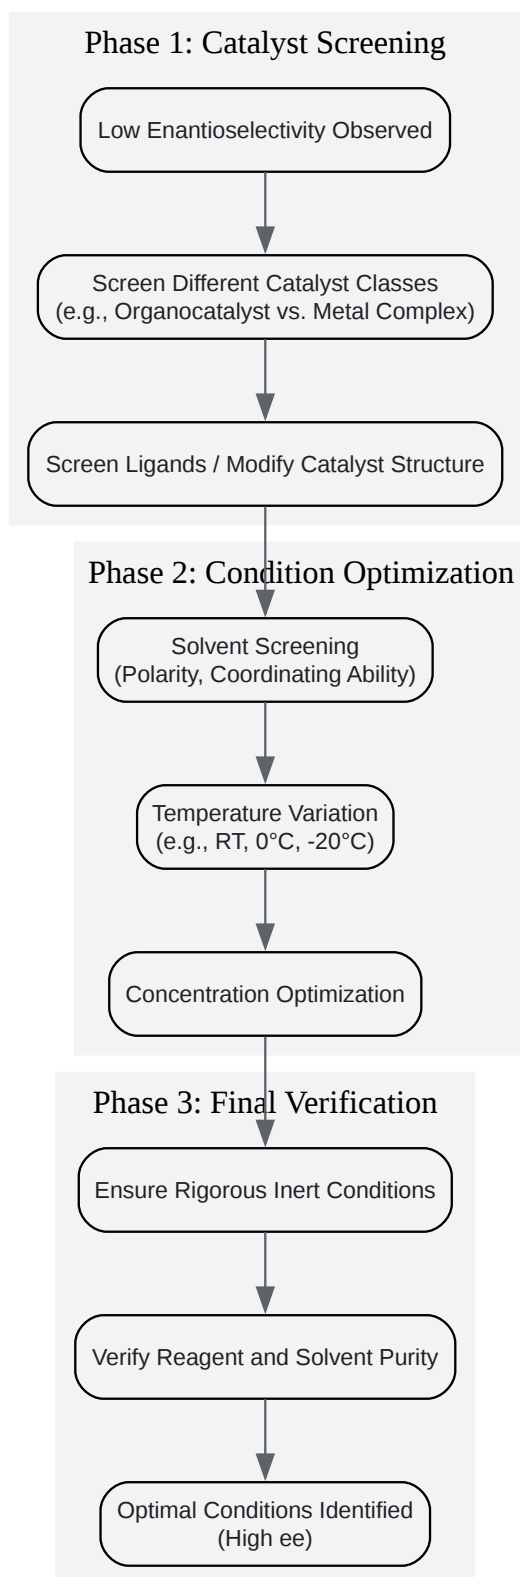 Phase 1: Catalyst Screening
Low Enantioselectivity Observed
Screen Different Catalyst Classes
(e.g., Organocatalyst vs. Metal Complex)
Screen Ligands / Modify Catalyst Structure
Phase 2: Condition Optimization
Solvent Screening
(Polarity, Coordinating Ability)
Temperature Variation
(e.g., RT, 0°C, -20°C)
Concentration Optimization
Phase 3: Final Verification
Ensure Rigorous Inert Conditions
Verify Reagent and Solvent Purity
Optimal Conditions Identified
(High ee)